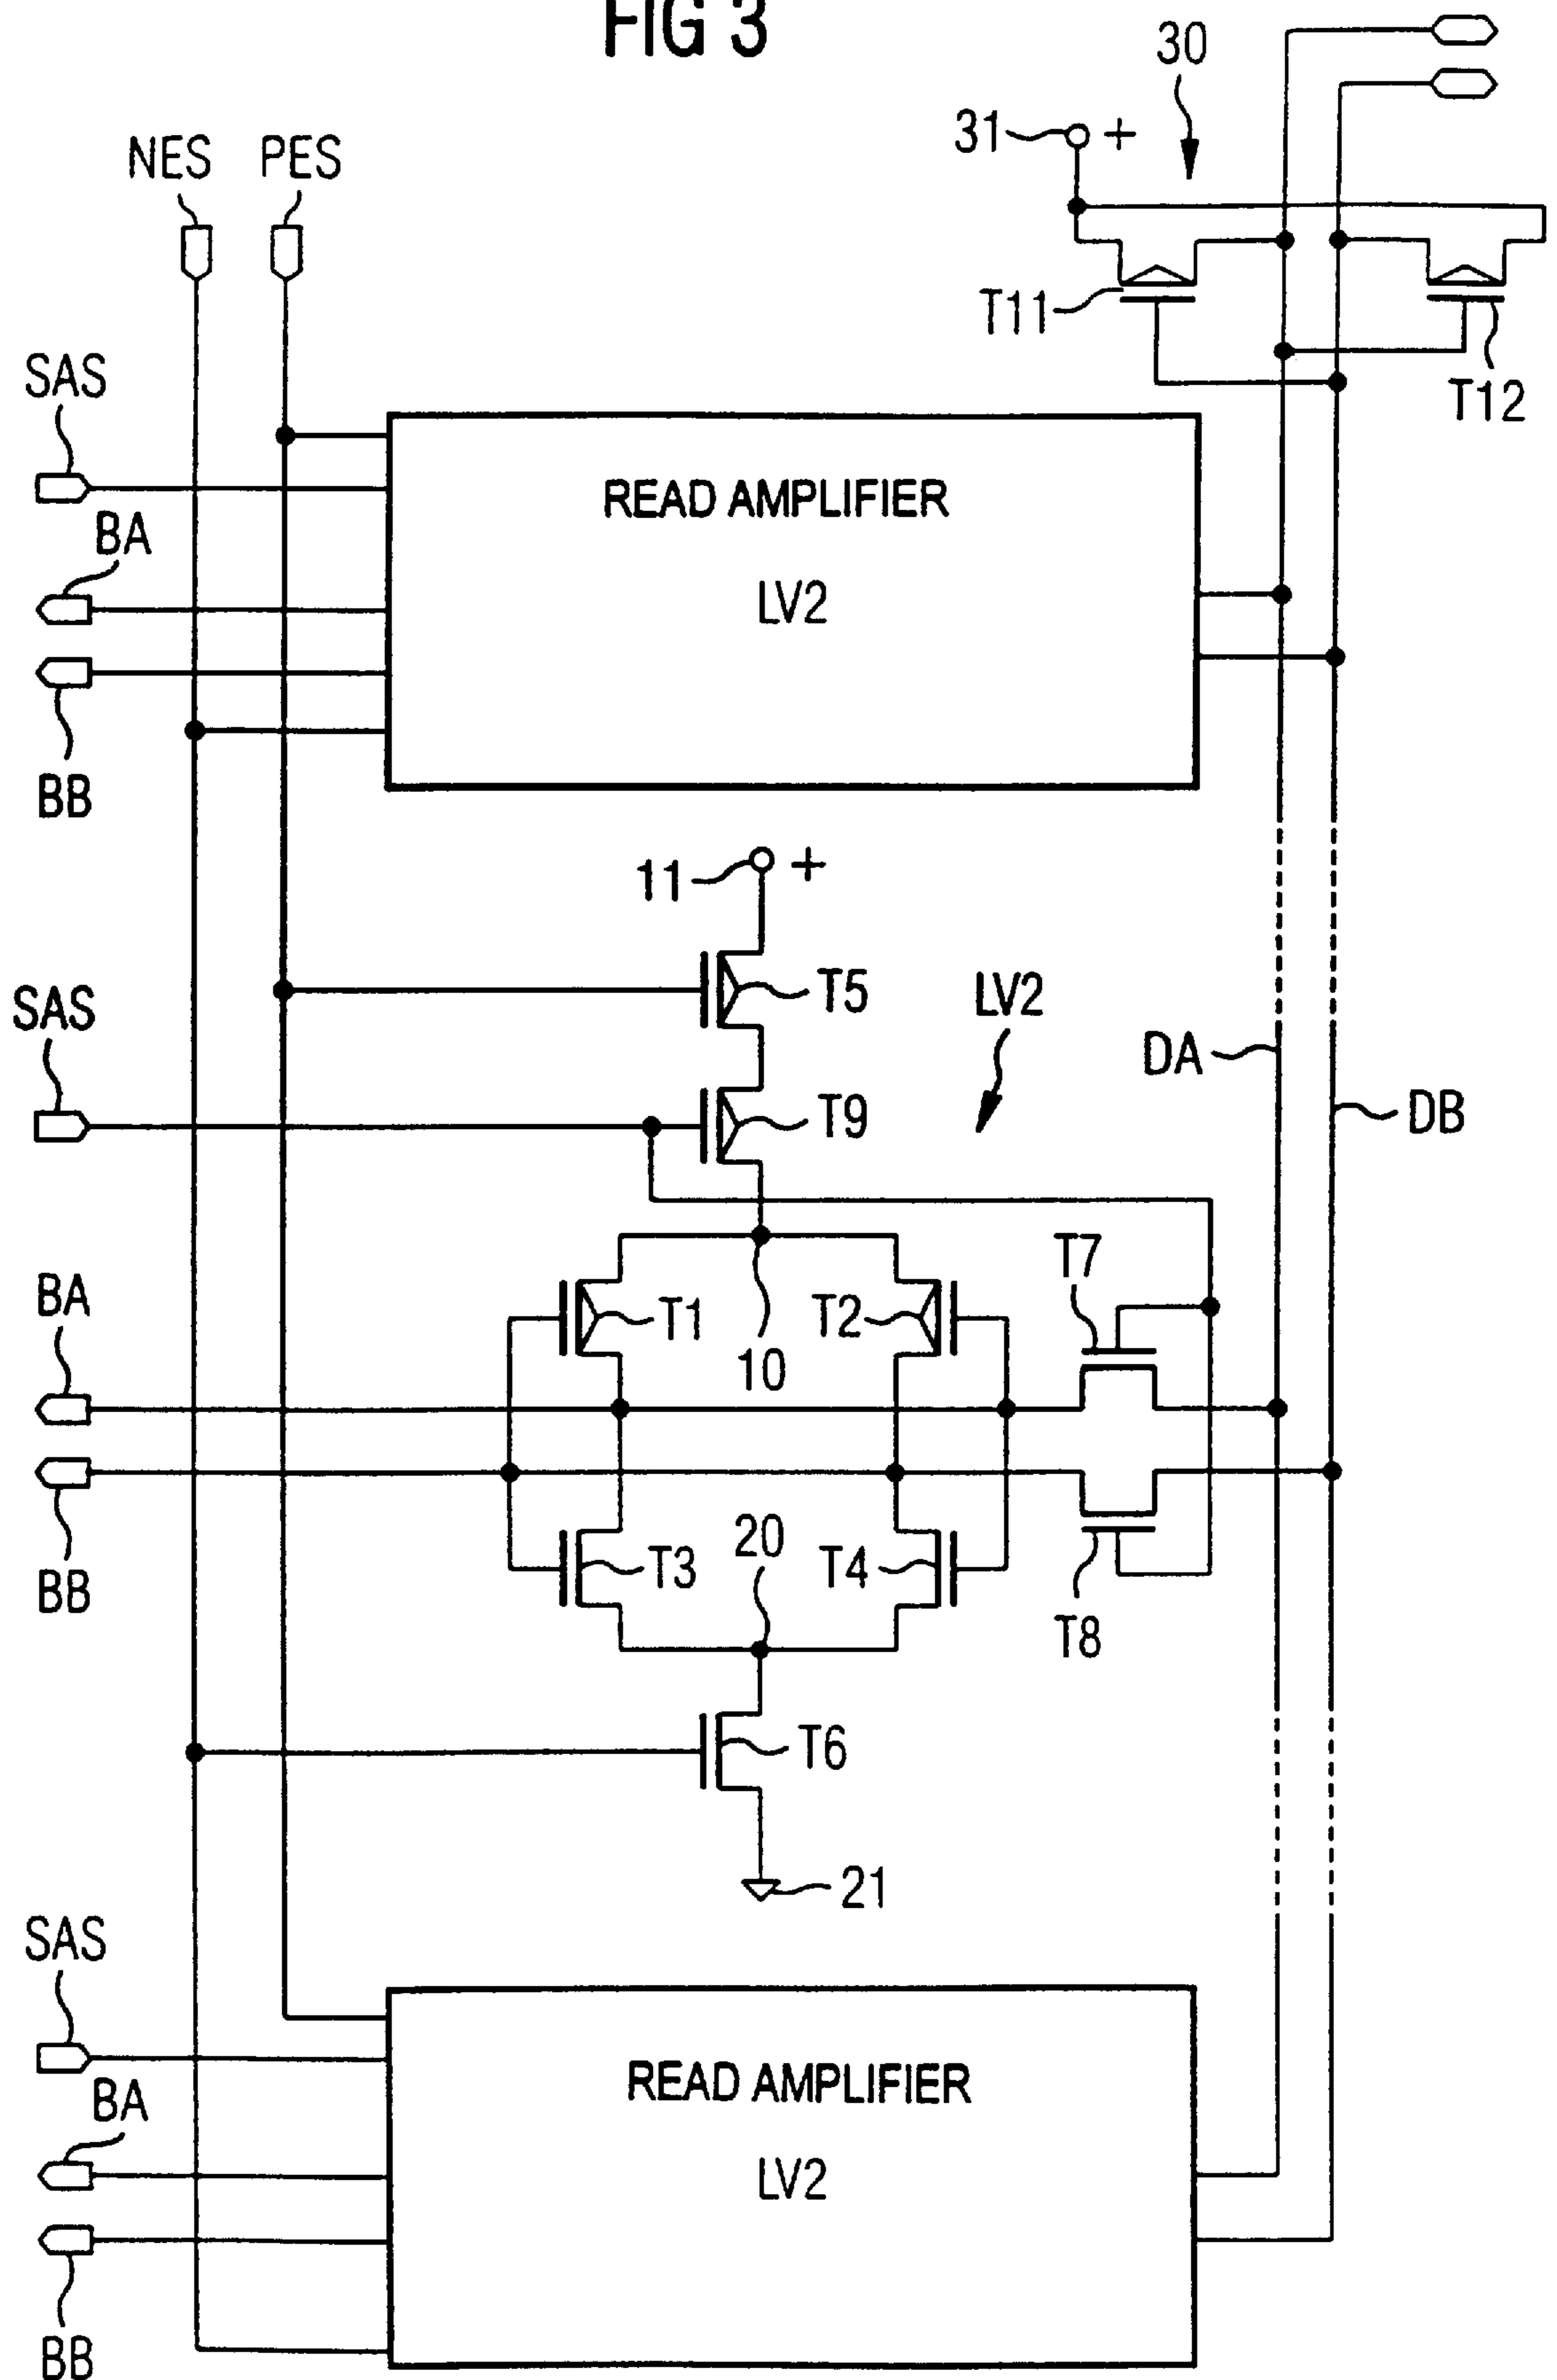 FIG 3
30
31 +
NES PES
T11
T12
SAS
BA
BB
READ AMPLIFIER
LV2
11 +
T5
LV2
SAS
DA
T9
DB
T7
BA
T1
T2
10
20
T3
T4
BB
T8
T6
21
SAS
BA
BB
READ AMPLIFIER
LV2